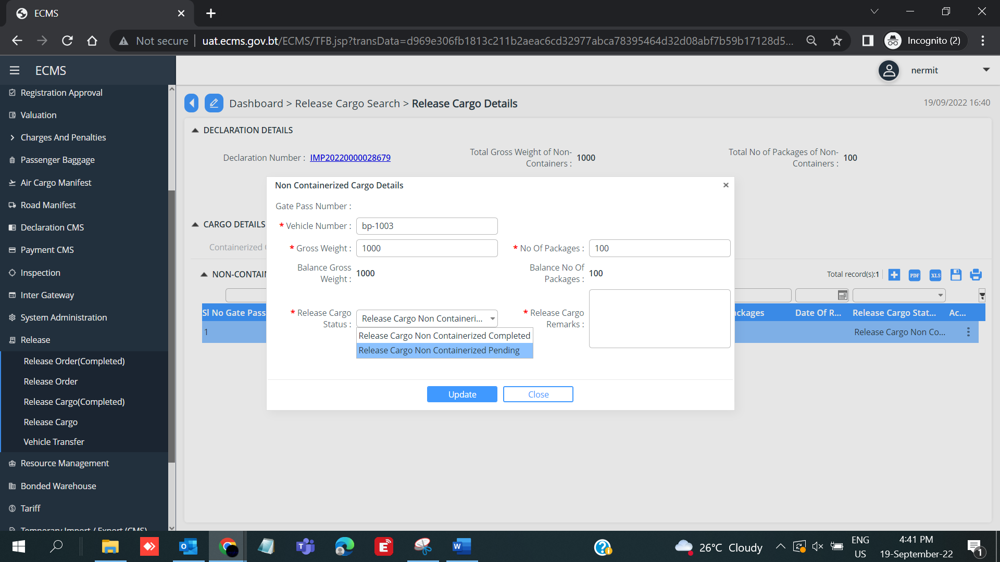 ECMS
Not secure
uat.ecms.gov.bt/ECMS/TFB.jsp?transData=d969e306fb1813c211b2aeac6cd32977abca78395464d32d08abf7b59b17128d5...
Incognito (2)
ECMS
nermit
Registration Approval
Valuation
Charges And Penalties
Passenger Baggage
Air Cargo Manifest
Road Manifest
Declaration CMS
Payment CMS
Inspection
Inter Gateway
System Administration
Release
Release Order(Completed)
Release Order
Release Cargo(Completed)
Release Cargo
Vehicle Transfer
Resource Management
Bonded Warehouse
Tariff
Temporary Import / Export (CMS)
Dashboard > Release Cargo Search > Release Cargo Details
19/09/2022 16:40
DECLARATION DETAILS
Declaration Number : IMP20220000028679
Total Gross Weight of Non-
Containers : 1000
Total No of Packages of Non-
Containers : 100
CARGO DETAILS
Containerized
NON-CONTAI
Total record(s):1
PDF
XLS
Sl No Gate Pass
ckages
Date Of R...
Release Cargo Stat...
Ac...
1
Release Cargo Non Co...
Non Containerized Cargo Details
×
Gate Pass Number :
* Vehicle Number : bp-1003
* Gross Weight : 1000
* No Of Packages : 100
Balance Gross
Weight : 1000
Balance No Of
Packages : 100
* Release Cargo
Status : Release Cargo Non Containeri...
* Release Cargo
Remarks :
Release Cargo Non Containerized Completed
Release Cargo Non Containerized Pending
Update
Close
26°C Cloudy
ENG
US
4:41 PM
19-September-22
1